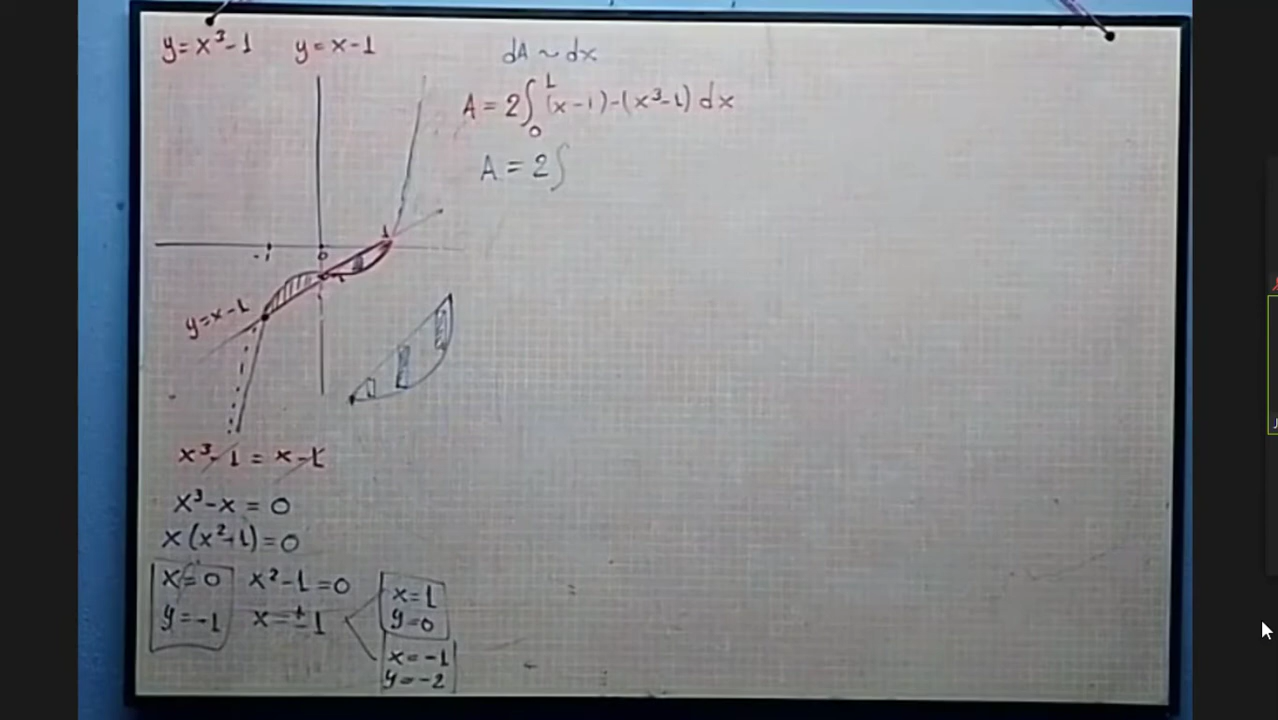 y=x³-1 y=x-1
dA ~ dx
A = 2∫₀¹ (x-1)-(x³-1) dx
A = 2∫
1
-1 0
y=x-1
x³-1 = x-1
x³-x = 0
x(x²+1)=0
x=0 x²-1=0 x=1
y=-1 x=±1 y=0
x=-1
y=-2